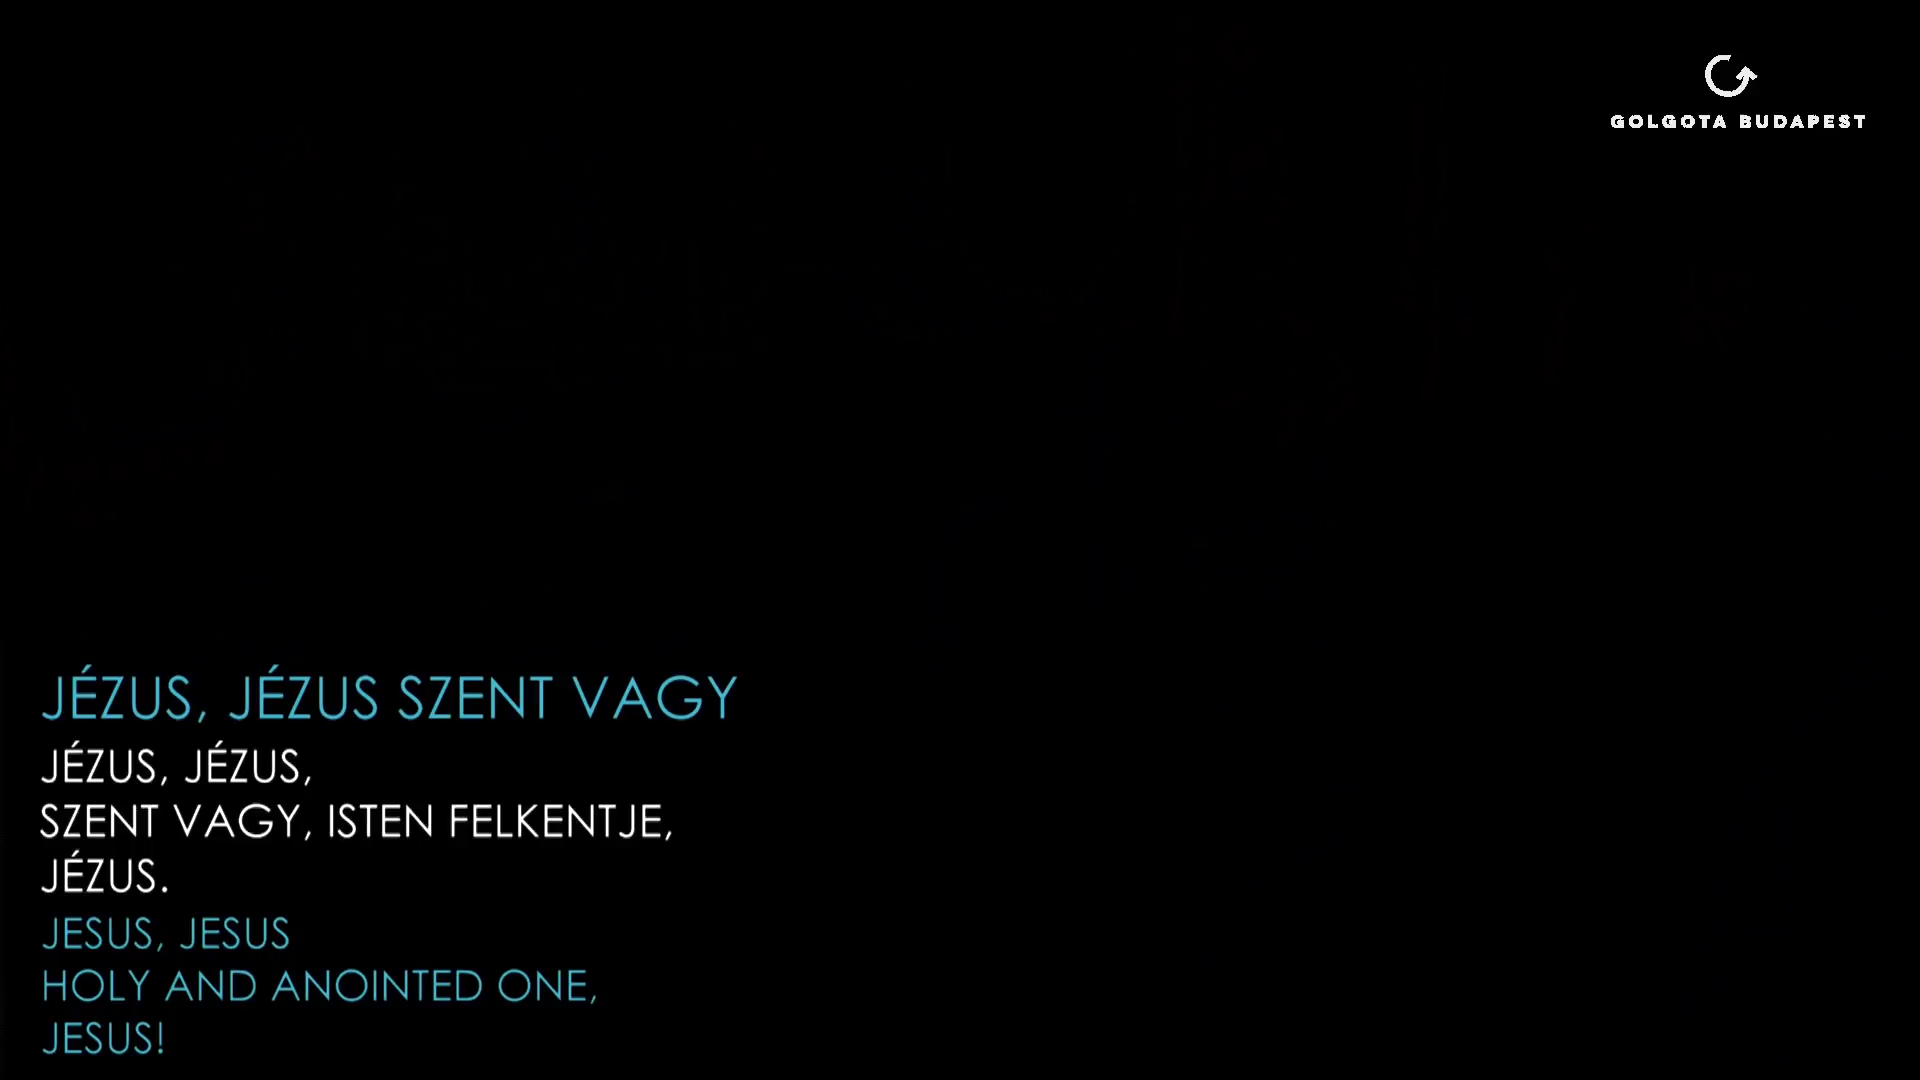 GOLGOTA BUDAPEST
JÉZUS, JÉZUS SZENT VAGY
JÉZUS, JÉZUS,
SZENT VAGY, ISTEN FELKENTJE,
JÉZUS.
JESUS, JESUS
HOLY AND ANOINTED ONE,
JESUS!